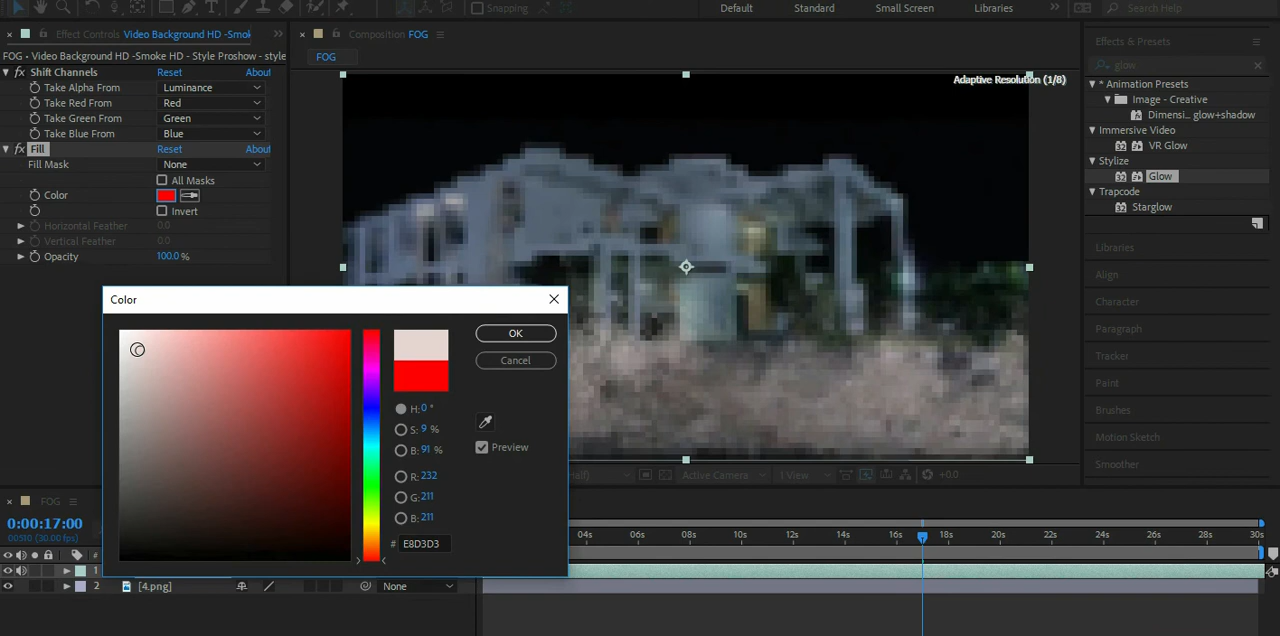 Snapping
Default
Standard
Small Screen
Libraries
Search Help
Effect Controls Video Background HD -Smok
FOG • Video Background HD -Smoke HD - Style Proshow - style
fx Shift Channels Reset About
Take Alpha From Luminance
Take Red From Red
Take Green From Green
Take Blue From Blue
fx Fill Reset About
Fill Mask None
All Masks
Color
Invert
Horizontal Feather 0.0
Vertical Feather 0.0
Opacity 100.0 %
Composition FOG
FOG
Adaptive Resolution (1/8)
Effects & Presets
glow
* Animation Presets
Image - Creative
Dimensi... glow+shadow
Immersive Video
VR Glow
Stylize
Glow
Trapcode
Starglow
Libraries
Align
Character
Paragraph
Tracker
Paint
Brushes
Motion Sketch
Smoother
Color
OK
Cancel
H: 0 °
S: 9 %
B: 91 %
Preview
R: 232
G: 211
B: 211
# E8D3D3
Active Camera
1 View
+0.0
FOG
0:00:17:00
00510 (30.00 fps)
04s 06s 08s 10s 12s 14s 16s 18s 20s 22s 24s 26s 28s 30s
#
1
2 [4.png] None